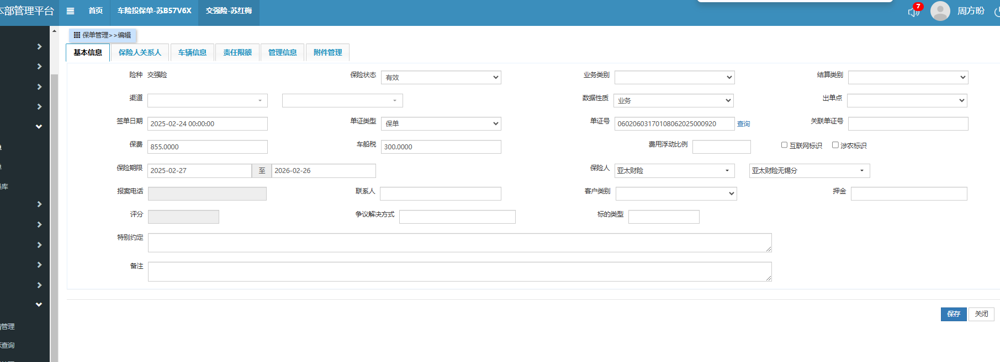 本部管理平台 首页 车险投保单-苏B57V6X 交强险-苏红梅 7 周方盼
保单管理>>编辑
基本信息 保险人关系人 车辆信息 责任限额 管理信息 附件管理
险种 交强险 保险状态 有效 业务类别 结算类别
渠道 数据性质 业务 出单点
签单日期 2025-02-24 00:00:00 单证类型 保单 单证号 06020603170108062025000920 查询 关联单证号
保费 855.0000 车船税 300.0000 费用浮动比例 互联网标识 涉农标识
保险期限 2025-02-27 至 2026-02-26 保险人 亚太财险 亚太财险无锡分
报案电话 联系人 客户类别 押金
评分 争议解决方式 标的类型
特别约定
备注
保存 关闭
单
单
库
管理
查询